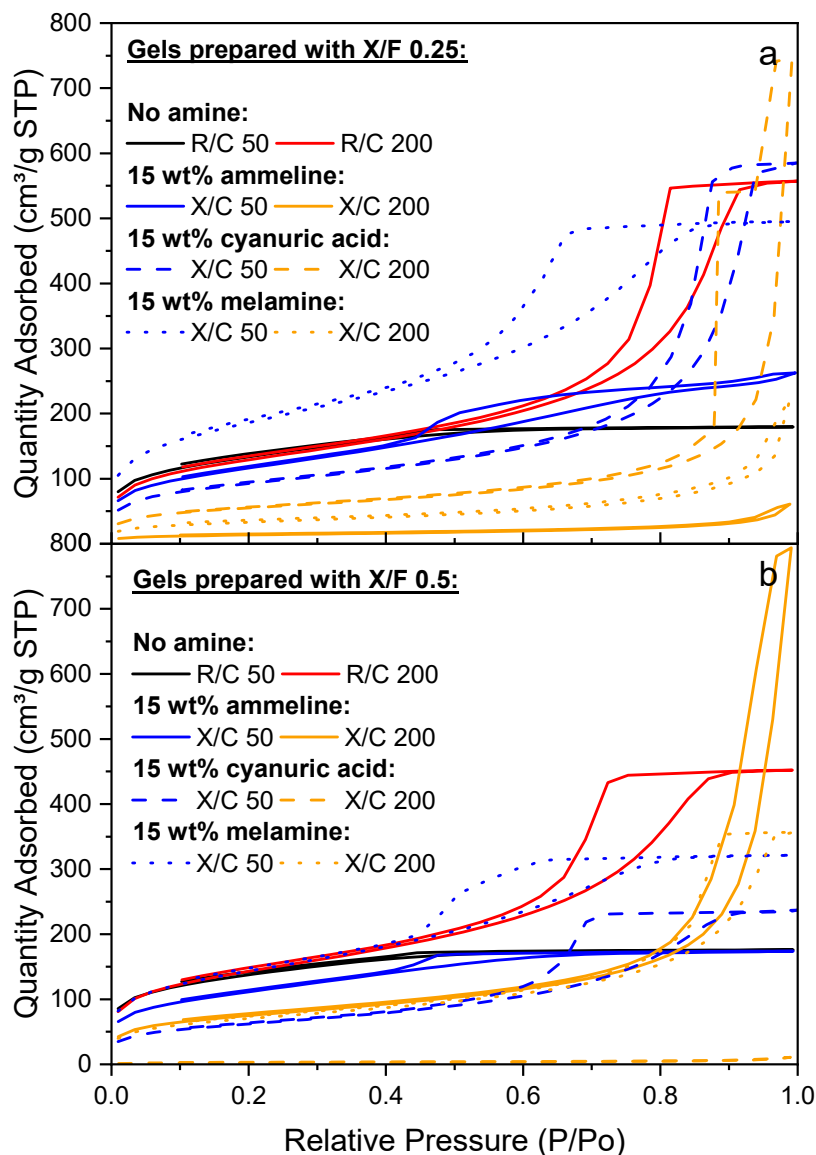 800
700
600
500
400
300
200
100
Quantity Adsorbed (cm³/g STP)
Gels prepared with X/F 0.25:
a
No amine:
R/C 50 R/C 200
15 wt% ammeline:
X/C 50 X/C 200
15 wt% cyanuric acid:
X/C 50 X/C 200
15 wt% melamine:
X/C 50 X/C 200
800
700
600
500
400
300
200
100
0
Quantity Adsorbed (cm³/g STP)
Gels prepared with X/F 0.5:
b
No amine:
R/C 50 R/C 200
15 wt% ammeline:
X/C 50 X/C 200
15 wt% cyanuric acid:
X/C 50 X/C 200
15 wt% melamine:
X/C 50 X/C 200
0.0 0.2 0.4 0.6 0.8 1.0
Relative Pressure (P/Po)